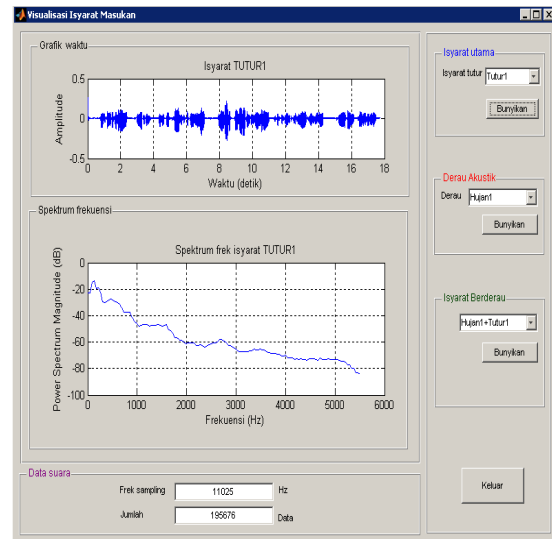 Visualisasi Isyarat Masukan
Grafik waktu
Isyarat TUTUR1
Amplitude
0.5
0
-0.5
0 2 4 6 8 10 12 14 16 18
Waktu (detik)
Spektrum frekuensi
Spektrum frek isyarat TUTUR1
Power Spectrum Magnitude (dB)
0
-20
-40
-60
-80
-100
0 1000 2000 3000 4000 5000 6000
Frekuensi (Hz)
Data suara
Frek sampling 11025 Hz
Jumlah 195676 Data
Isyarat utama
Isyarat tutur Tutur1
Bunyikan
Derau Akustik
Derau Hujan1
Bunyikan
Isyarat Berderau
Hujan1+Tutur1
Bunyikan
Keluar